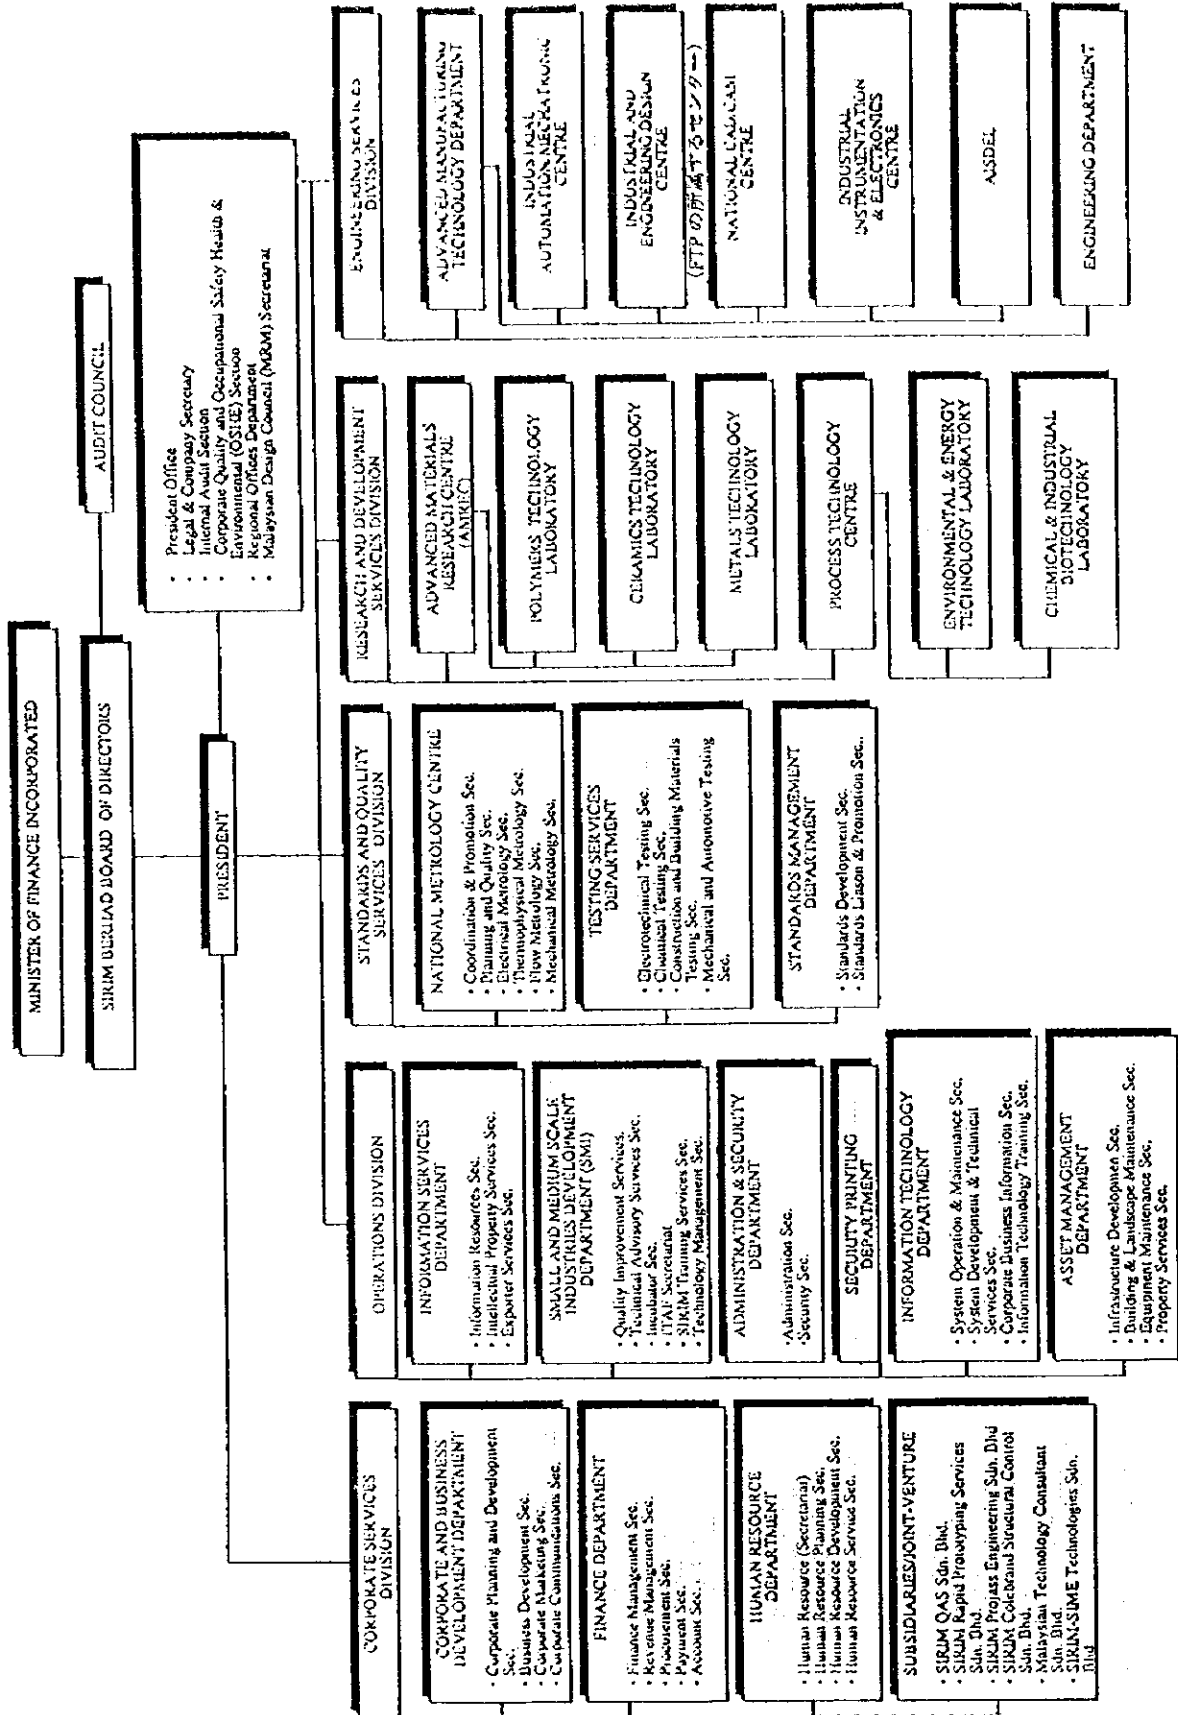 MINISTER OF FINANCE INCORPORATED
SIRIM BERHAD BOARD OF DIRECTORS
AUDIT COUNCIL
PRESIDENT
· President Office
· Legal & Company Secretary
· Internal Audit Section
· Corporate Quality and Occupational Safety Health &
Environmental (OSHE) Section
· Regional Offices Department
· Malaysian Design Council (MRM) Secretariat
CORPORATE SERVICES
DIVISION
CORPORATE AND BUSINESS
DEVELOPMENT DEPARTMENT
· Corporate Planning and Development
Sec.
· Business Development Sec.
· Corporate Marketing Sec.
· Corporate Communications Sec.
FINANCE DEPARTMENT
· Finance Management Sec.
· Revenue Management Sec.
· Procurement Sec.
· Payment Sec.
· Account Sec.
HUMAN RESOURCE
DEPARTMENT
· Human Resource (Secretarial)
· Human Resource Planning Sec.
· Human Resource Development Sec.
· Human Resource Service Sec.
SUBSIDIARIES/JOINT-VENTURE
· SIRIM QAS Sdn. Bhd.
· SIRIM Rapid Prototyping Services
Sdn. Bhd.
· SIRIM Projass Engineering Sdn. Bhd
· SIRIM Colebrand Structural Control
Sdn. Bhd.
· Malaysian Technology Consultant
Sdn. Bhd.
· SIRIM-SIME Technologies Sdn.
Bhd
OPERATIONS DIVISION
INFORMATION SERVICES
DEPARTMENT
· Information Resources Sec.
· Intellectual Property Services Sec.
· Exporter Services Sec.
SMALL AND MEDIUM SCALE
INDUSTRIES DEVELOPMENT
DEPARTMENT (SMI)
· Quality Improvement Services.
· Technical Advisory Services Sec.
· Incubator Sec.
· ITAF Secretariat
· SIRIM Training Services Sec.
· Technology Management Sec.
ADMINISTRATION & SECURITY
DEPARTMENT
· Administration Sec.
· Security Sec.
SECURITY PRINTING
DEPARTMENT
INFORMATION TECHNOLOGY
DEPARTMENT
· System Operation & Maintenance Sec.
· System Development & Technical
Services Sec.
· Corporate Business Information Sec.
· Information Technology Training Sec.
ASSET MANAGEMENT
DEPARTMENT
· Infrastructure Developmen Sec.
· Building & Landscape Maintenance Sec.
· Equipment Maintenance Sec.
· Property Services Sec.
STANDARDS AND QUALITY
SERVICES DIVISION
NATIONAL METROLOGY CENTRE
· Coordination & Promotion Sec.
· Planning and Quality Sec.
· Electrical Metrology Sec.
· Thermophysical Metrology Sec.
· Flow Metrology Sec.
· Mechanical Metrology Sec.
TESTING SERVICES
DEPARTMENT
· Electrotechnical Testing Sec.
· Chemical Testing Sec.
· Construction and Building Materials
Testing Sec.
· Mechanical and Automotive Testing
Sec.
STANDARDS MANAGEMENT
DEPARTMENT
· Standards Development Sec.
· Standards Liason & Promotion Sec.
RESEARCH AND DEVELOPMENT
SERVICES DIVISION
ADVANCED MATERIALS
RESEARCH CENTRE
(AMREC)
POLYMERS TECHNOLOGY
LABORATORY
CERAMICS TECHNOLOGY
LABORATORY
METALS TECHNOLOGY
LABORATORY
PROCESS TECHNOLOGY
CENTRE
ENVIRONMENTAL & ENERGY
TECHNOLOGY LABORATORY
CHEMICAL & INDUSTRIAL
BIOTECHNOLOGY
LABORATORY
ENGINEERING SERVICES
DIVISION
ADVANCED MANUFACTURING
TECHNOLOGY DEPARTMENT
INDUSTRIAL
AUTOMATION, MECHATRONIC
CENTRE
INDUSTRIAL AND
ENGINEERING DESIGN
CENTRE
(FTPの所属するセンター)
NATIONAL CAD/CAM
CENTRE
INDUSTRIAL
INSTRUMENTATION
& ELECTRONICS
CENTRE
AISDEL
ENGINEERING DEPARTMENT